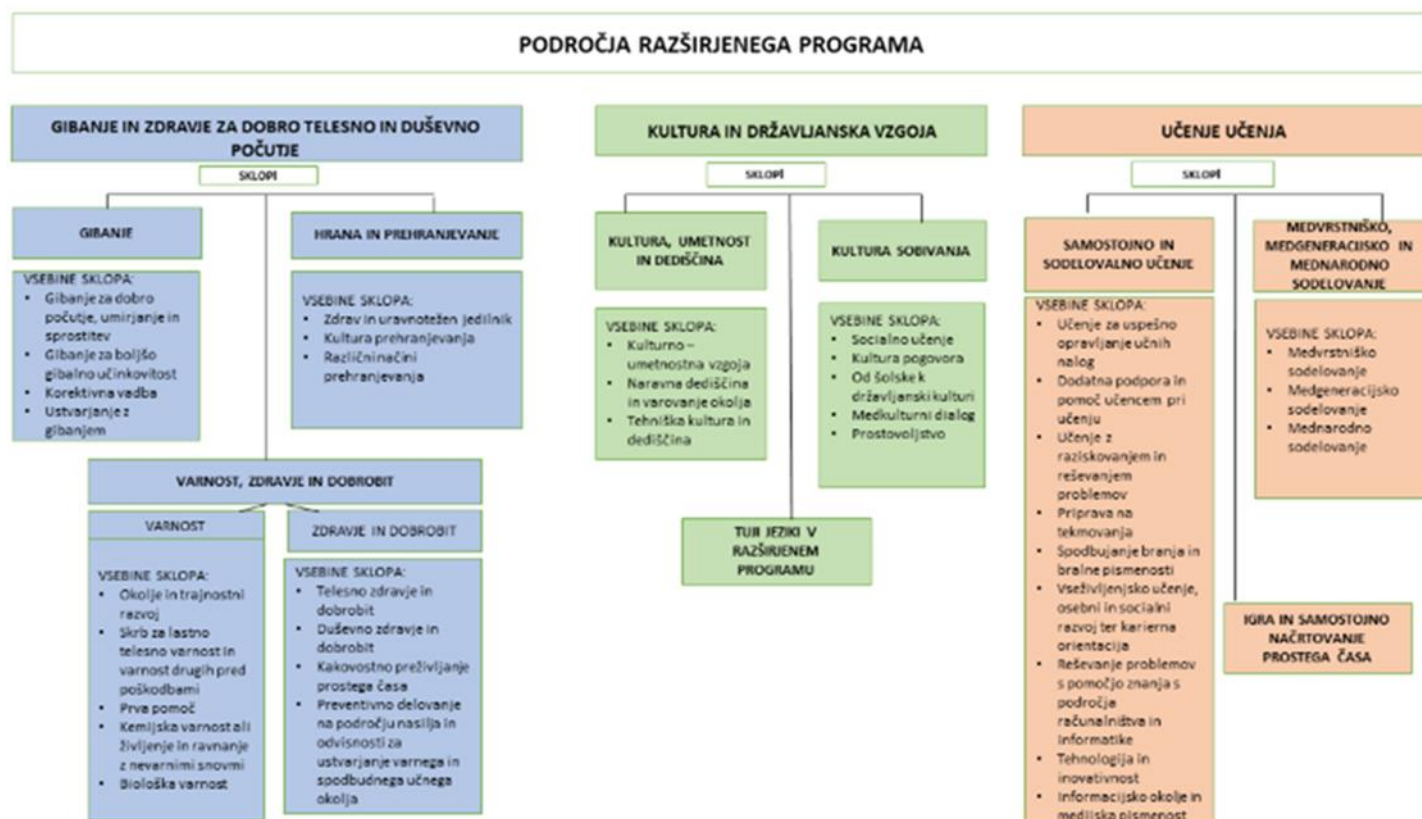 PODROČJA RAZŠIRJENEGA PROGRAMA
GIBANJE IN ZDRAVJE ZA DOBRO TELESNO IN DUŠEVNO
POČUTJE
SKLOPI
GIBANJE
VSEBINE SKLOPA:
• Gibanje za dobro
počutje, umirjanje in
sprostitev
• Gibanje za boljšo
gibalno učinkovitost
• Korektivna vadba
• Ustvarjanje z
gibanjem
HRANA IN PREHRANJEVANJE
VSEBINE SKLOPA:
• Zdrav in uravnotežen jedilnik
• Kultura prehranjevanja
• Različni načini
prehranjevanja
VARNOST, ZDRAVJE IN DOBROBIT
VARNOST
VSEBINE SKLOPA:
• Okolje in trajnostni
razvoj
• Skrb za lastno
telesno varnost in
varnost drugih pred
poškodbami
• Prva pomoč
• Kemijska varnost ali
življenje in ravnanje
z nevarnimi snovmi
• Biološka varnost
ZDRAVJE IN DOBROBIT
VSEBINE SKLOPA:
• Telesno zdravje in
dobrobit
• Duševno zdravje in
dobrobit
• Kakovostno preživljanje
prostega časa
• Preventivno delovanje
na področju nasilja in
odvisnosti za
ustvarjanje varnega in
spodbudnega učnega
okolja
KULTURA IN DRŽAVLJANSKA VZGOJA
SKLOPI
KULTURA, UMETNOST
IN DEDIŠČINA
VSEBINE SKLOPA:
• Kulturno –
umetnostna vzgoja
• Naravna dediščina
in varovanje okolja
• Tehniška kultura in
dediščina
KULTURA SOBIVANJA
VSEBINE SKLOPA:
• Socialno učenje
• Kultura pogovora
• Od šolske k
državljanski kulturi
• Medkulturni dialog
• Prostovoljstvo
TUJI JEZIKI V
RAZŠIRJENEM
PROGRAMU
UČENJE UČENJA
SKLOPI
SAMOSTOJNO IN
SODELOVALNO UČENJE
VSEBINE SKLOPA:
• Učenje za uspešno
opravljanje učnih
nalog
• Dodatna podpora in
pomoč učencem pri
učenju
• Učenje z
raziskovanjem in
reševanjem
problemov
• Priprava na
tekmovanja
• Spodbujanje branja in
bralne pismenosti
• Vseživljenjsko učenje,
osebni in socialni
razvoj ter karierna
orientacija
• Reševanje problemov
s pomočjo znanja s
področja
računalništva in
informatike
• Tehnologija in
inovativnost
• Informacijsko okolje in
medijska pismenost
MEDVRSTNIŠKO,
MEDGENERACIJSKO IN
MEDNARODNO
SODELOVANJE
VSEBINE SKLOPA:
• Medvrstniško
sodelovanje
• Medgeneracijsko
sodelovanje
• Mednarodno
sodelovanje
IGRA IN SAMOSTOJNO
NAČRTOVANJE
PROSTEGA ČASA